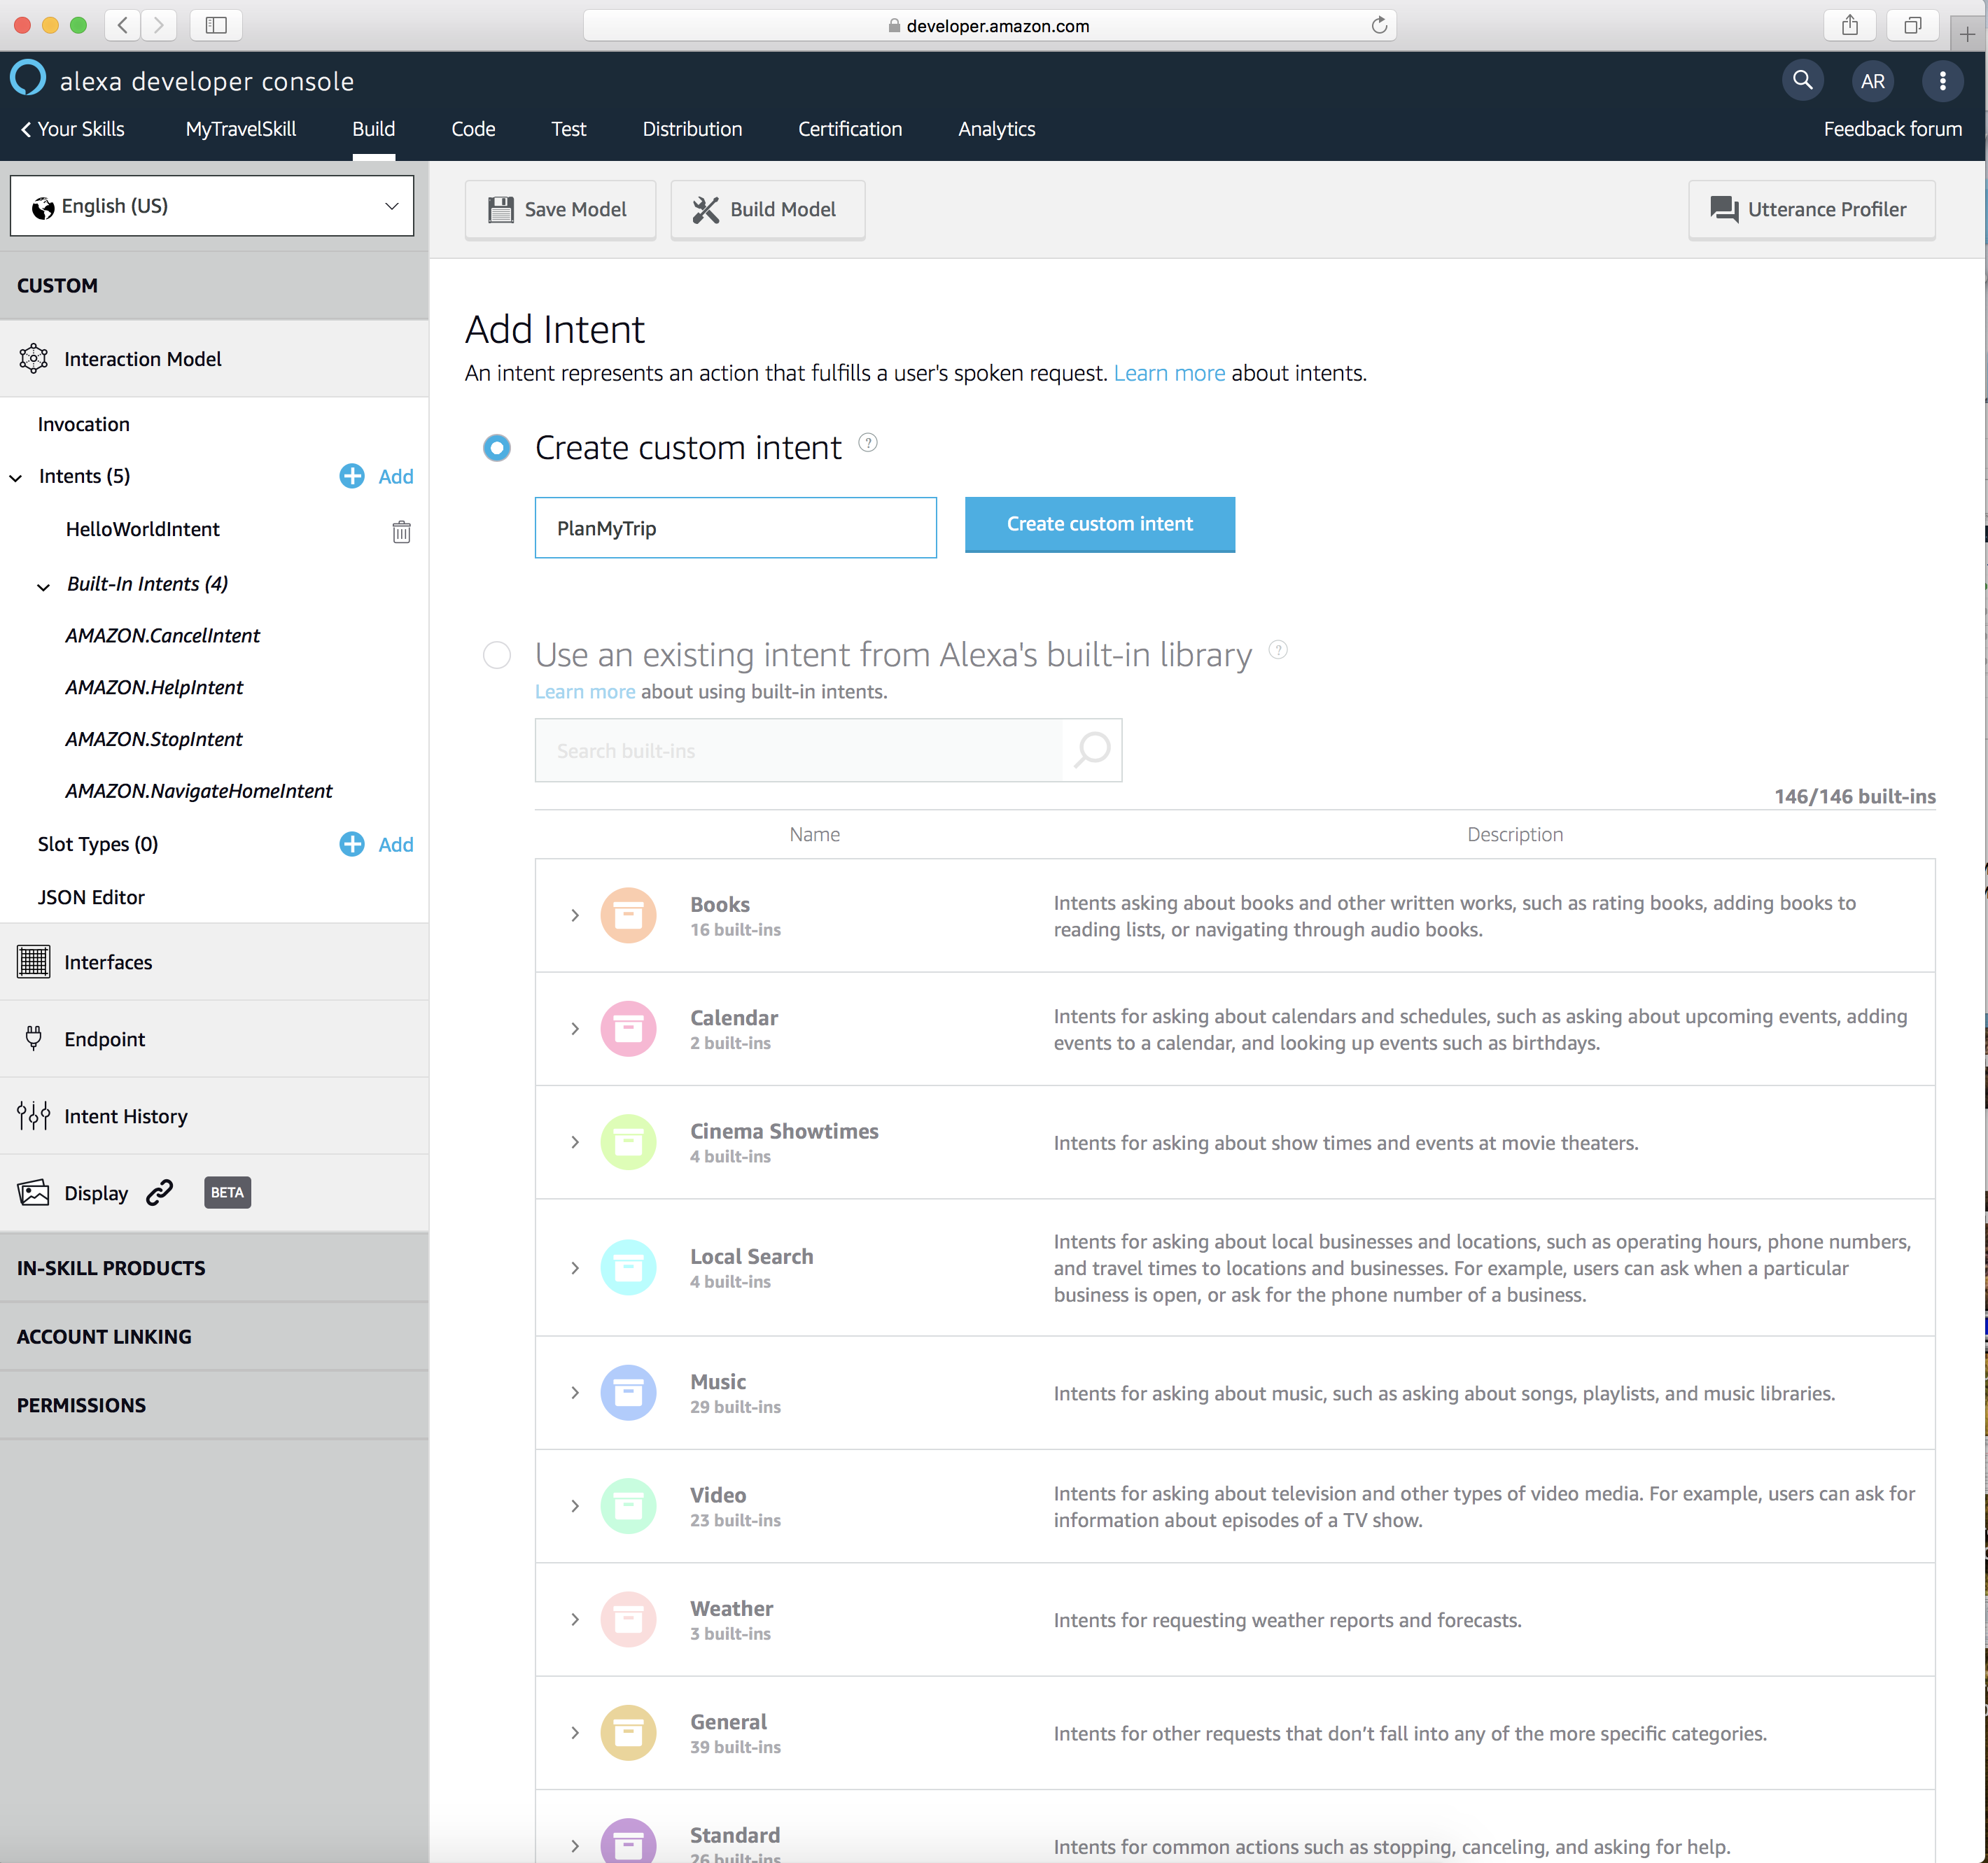 developer.amazon.com
alexa developer console
AR
Your Skills
MyTravelSkill
Build
Code
Test
Distribution
Certification
Analytics
Feedback forum
English (US)
CUSTOM
Interaction Model
Invocation
Intents (5)
Add
HelloWorldIntent
Built-In Intents (4)
AMAZON.CancelIntent
AMAZON.HelpIntent
AMAZON.StopIntent
AMAZON.NavigateHomeIntent
Slot Types (0)
Add
JSON Editor
Interfaces
Endpoint
Intent History
Display
BETA
IN-SKILL PRODUCTS
ACCOUNT LINKING
PERMISSIONS
Save Model
Build Model
Utterance Profiler
Add Intent
An intent represents an action that fulfills a user's spoken request. Learn more about intents.
Create custom intent ?
PlanMyTrip
Create custom intent
Use an existing intent from Alexa's built-in library ?
Learn more about using built-in intents.
Search built-ins
146/146 built-ins
Name
Description
Books
16 built-ins
Intents asking about books and other written works, such as rating books, adding books to
reading lists, or navigating through audio books.
Calendar
2 built-ins
Intents for asking about calendars and schedules, such as asking about upcoming events, adding
events to a calendar, and looking up events such as birthdays.
Cinema Showtimes
4 built-ins
Intents for asking about show times and events at movie theaters.
Local Search
4 built-ins
Intents for asking about local businesses and locations, such as operating hours, phone numbers,
and travel times to locations and businesses. For example, users can ask when a particular
business is open, or ask for the phone number of a business.
Music
29 built-ins
Intents for asking about music, such as asking about songs, playlists, and music libraries.
Video
23 built-ins
Intents for asking about television and other types of video media. For example, users can ask for
information about episodes of a TV show.
Weather
3 built-ins
Intents for requesting weather reports and forecasts.
General
39 built-ins
Intents for other requests that don’t fall into any of the more specific categories.
Standard
26 built-ins
Intents for common actions such as stopping, canceling, and asking for help.